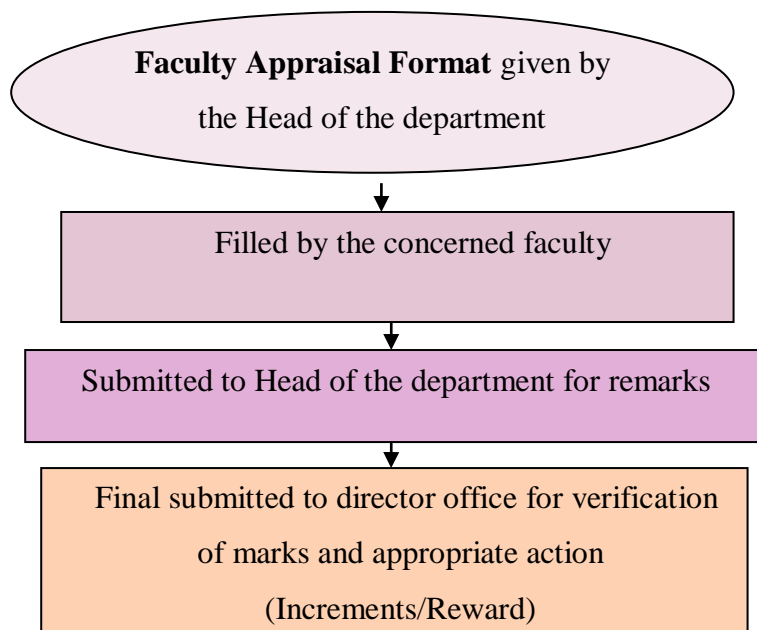 Faculty Appraisal Format given by
the Head of the department
Filled by the concerned faculty
Submitted to Head of the department for remarks
Final submitted to director office for verification
of marks and appropriate action
(Increments/Reward)